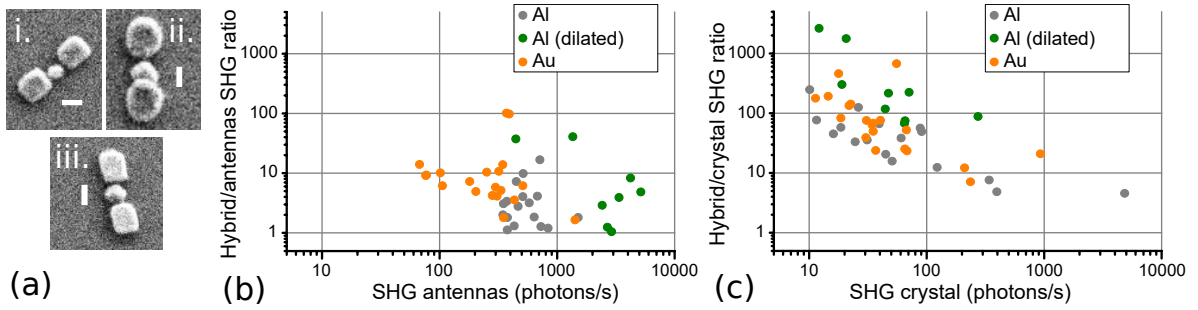 i.
ii.
iii.
(a)
Hybrid/antennas SHG ratio
1000
100
10
1
Al
Al (dilated)
Au
10
100
1000
10000
SHG antennas (photons/s)
(b)
Hybrid/crystal SHG ratio
1000
100
10
1
Al
Al (dilated)
Au
10
100
1000
10000
SHG crystal (photons/s)
(c)